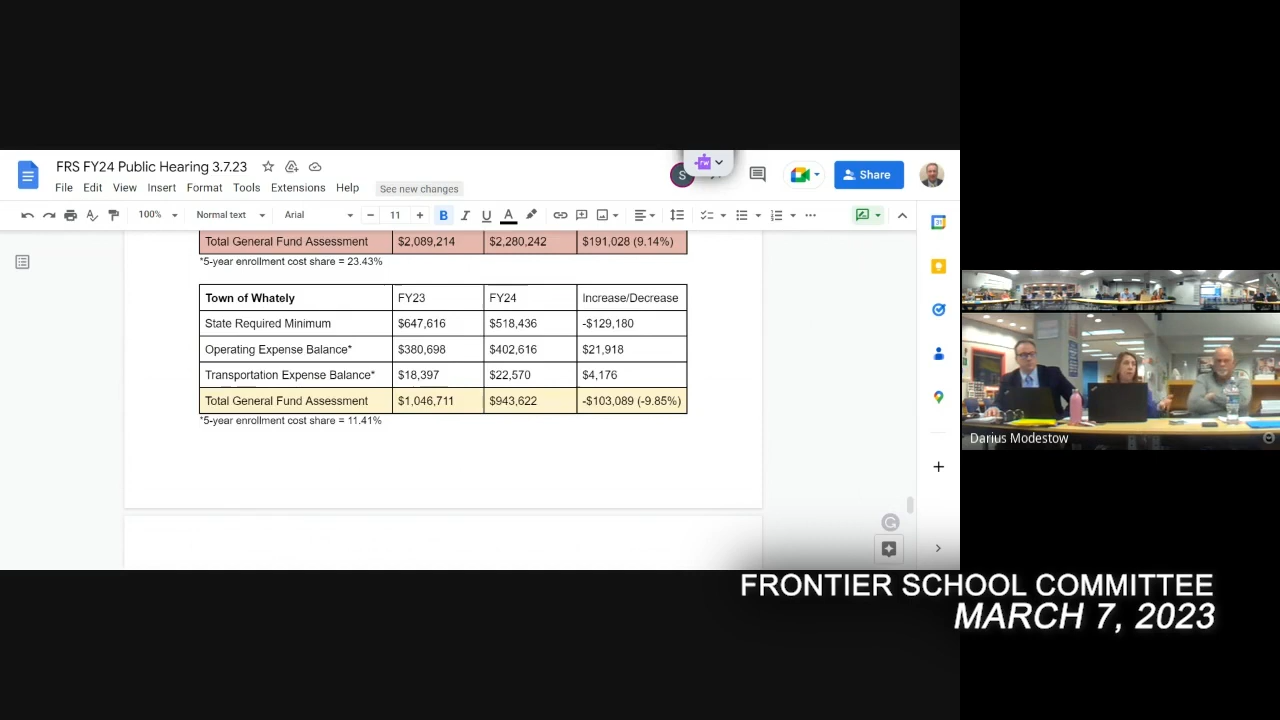 FRS FY24 Public Hearing 3.7.23
File Edit View Insert Format Tools Extensions Help See new changes
S
rw
Share
100% Normal text Arial 11 B I U A
Total General Fund Assessment $2,089,214 $2,280,242 $191,028 (9.14%)
*5-year enrollment cost share = 23.43%
Town of Whately FY23 FY24 Increase/Decrease
State Required Minimum $647,616 $518,436 -$129,180
Operating Expense Balance* $380,698 $402,616 $21,918
Transportation Expense Balance* $18,397 $22,570 $4,176
Total General Fund Assessment $1,046,711 $943,622 -$103,089 (-9.85%)
*5-year enrollment cost share = 11.41%
Darius Modestow
FRONTIER SCHOOL COMMITTEE
MARCH 7, 2023